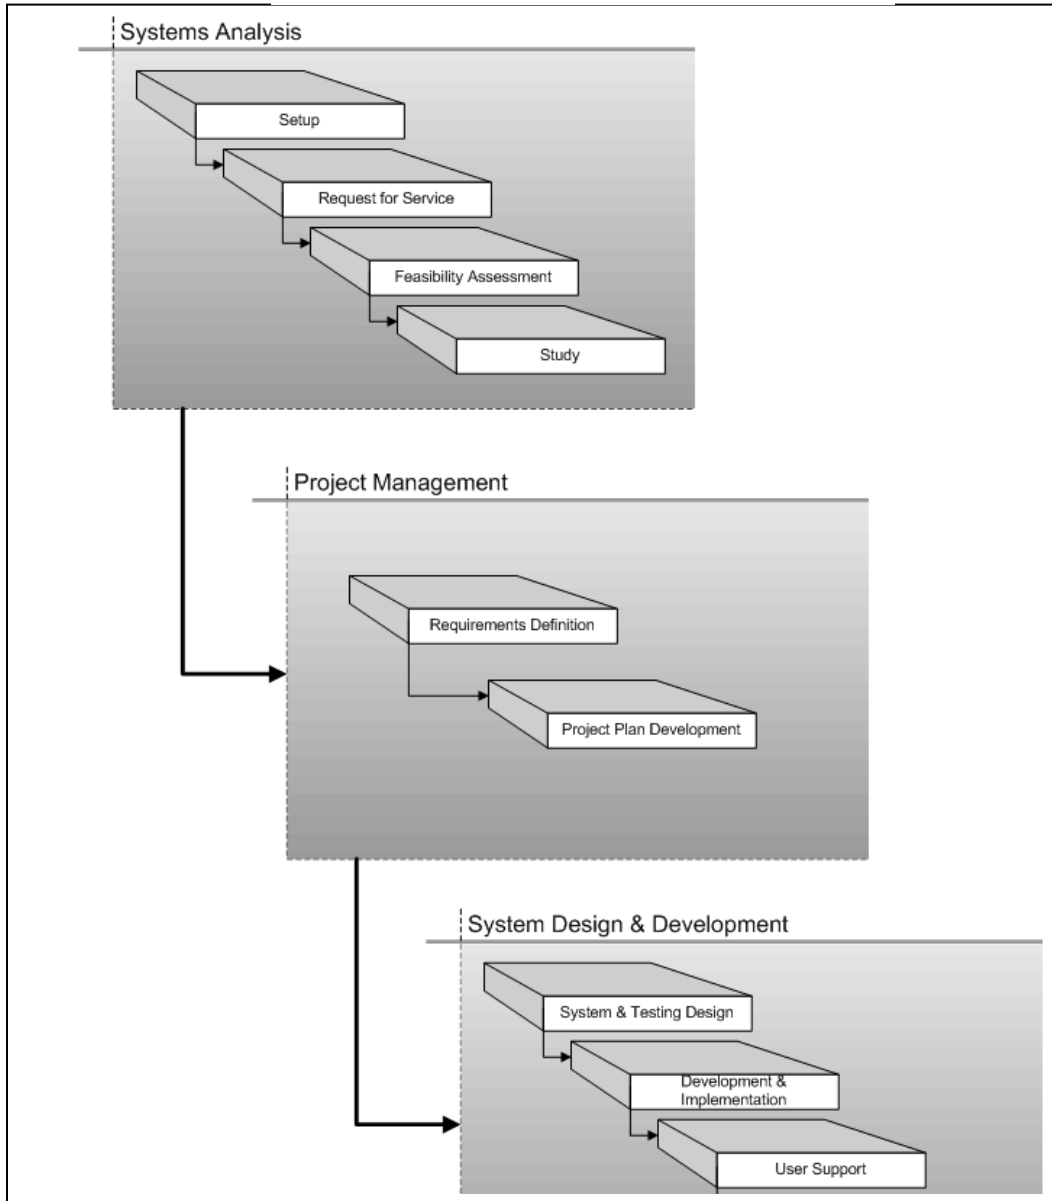 Systems Analysis
Setup
Request for Service
Feasibility Assessment
Study
Project Management
Requirements Definition
Project Plan Development
System Design & Development
System & Testing Design
Development &
Implementation
User Support